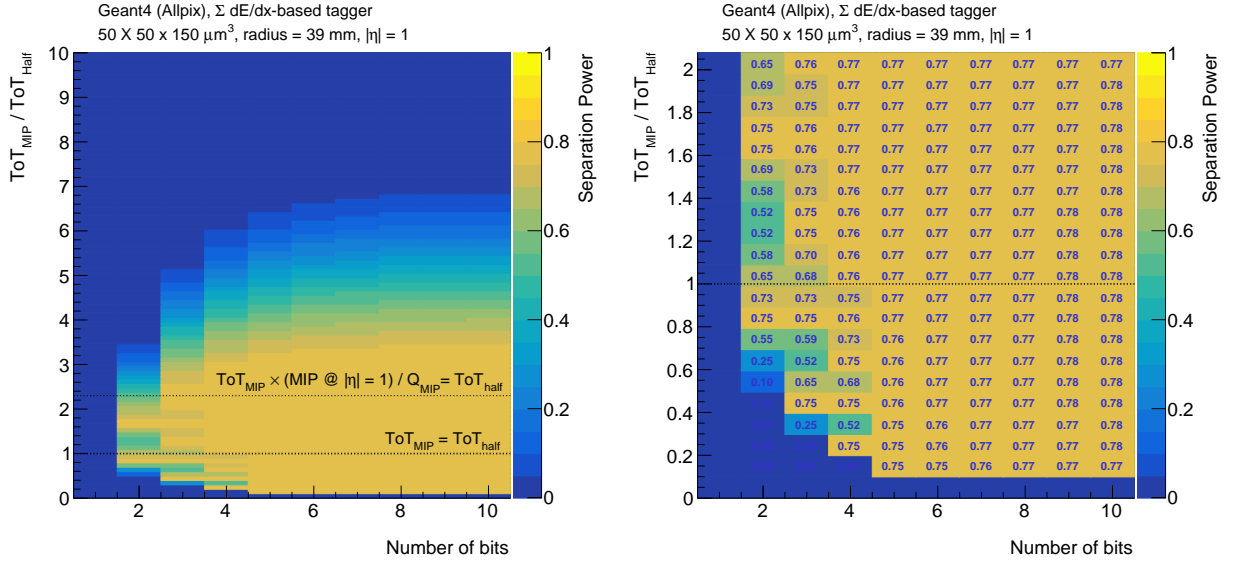 Geant4 (Allpix), Σ dE/dx-based tagger
50 X 50 x 150 μm³, radius = 39 mm, |η| = 1
ToT_MIP / ToT_Half
10
9
8
7
6
5
4
3
2
1
0
ToT_MIP × (MIP @ |η| = 1) / Q_MIP = ToT_half
ToT_MIP = ToT_half
2 4 6 8 10
Number of bits
1
0.8
0.6
0.4
0.2
0
Separation Power
Geant4 (Allpix), Σ dE/dx-based tagger
50 X 50 x 150 μm³, radius = 39 mm, |η| = 1
ToT_MIP / ToT_Half
2
1.8
1.6
1.4
1.2
1
0.8
0.6
0.4
0.2
0
0.65 0.76 0.77 0.77 0.77 0.77 0.77 0.77 0.77
0.69 0.75 0.77 0.77 0.77 0.77 0.77 0.77 0.78
0.73 0.75 0.77 0.77 0.77 0.77 0.77 0.77 0.78
0.75 0.76 0.77 0.77 0.77 0.77 0.77 0.77 0.78
0.75 0.76 0.77 0.77 0.77 0.77 0.77 0.77 0.78
0.69 0.73 0.76 0.77 0.77 0.77 0.77 0.77 0.78
0.58 0.73 0.76 0.77 0.77 0.77 0.77 0.77 0.78
0.52 0.75 0.76 0.77 0.77 0.77 0.77 0.78 0.78
0.52 0.75 0.76 0.77 0.77 0.77 0.77 0.78 0.78
0.58 0.70 0.76 0.77 0.77 0.77 0.77 0.78 0.78
0.65 0.68 0.76 0.77 0.77 0.77 0.77 0.78 0.78
0.73 0.73 0.75 0.77 0.77 0.77 0.77 0.78 0.78
0.75 0.75 0.76 0.77 0.77 0.77 0.77 0.78 0.78
0.55 0.59 0.73 0.77 0.77 0.77 0.77 0.78 0.78
0.25 0.52 0.75 0.76 0.77 0.77 0.77 0.78 0.78
0.10 0.65 0.68 0.76 0.77 0.77 0.77 0.77 0.78
0.75 0.75 0.76 0.77 0.77 0.77 0.77 0.78
0.25 0.52 0.75 0.76 0.77 0.77 0.77 0.78
0.75 0.75 0.76 0.77 0.77 0.77 0.78
0.75 0.75 0.76 0.77 0.77 0.77
2 4 6 8 10
Number of bits
1
0.8
0.6
0.4
0.2
0
Separation Power